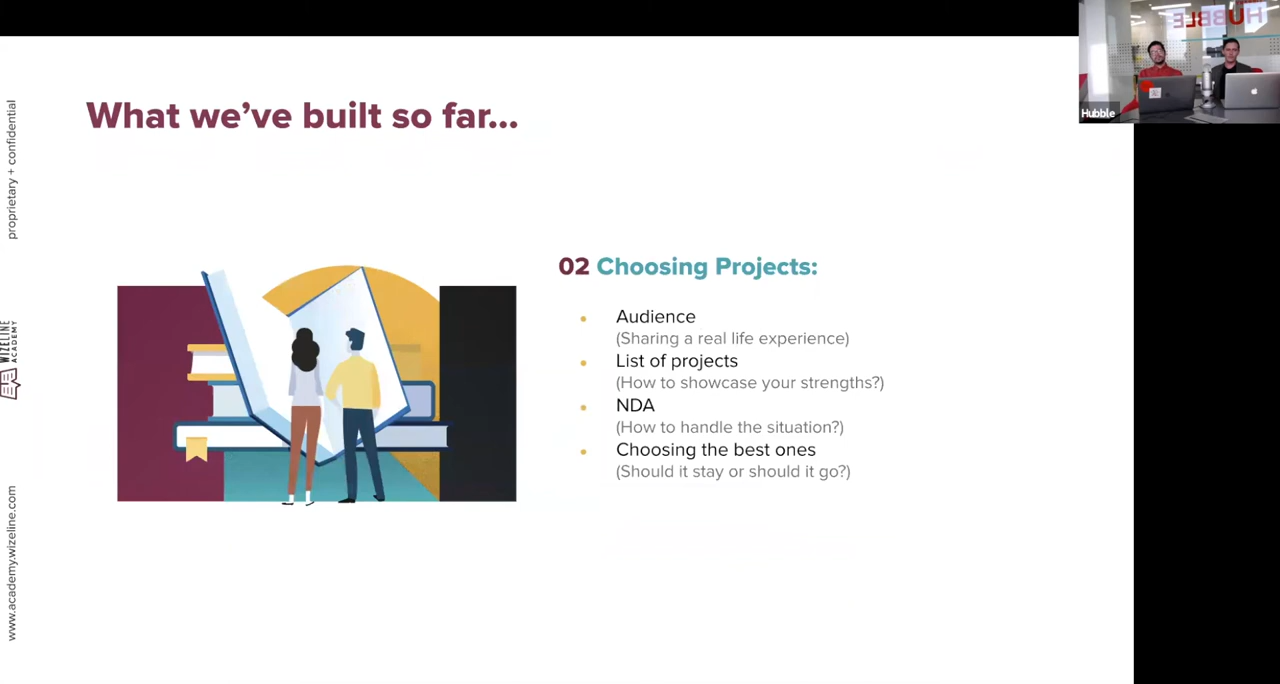 What we've built so far...
02 Choosing Projects:
Audience
(Sharing a real life experience)
List of projects
(How to showcase your strengths?)
NDA
(How to handle the situation?)
Choosing the best ones
(Should it stay or should it go?)
proprietary + confidential
WIZELINE
ACADEMY
www.academy.wizeline.com
HUBBLE
Hubble